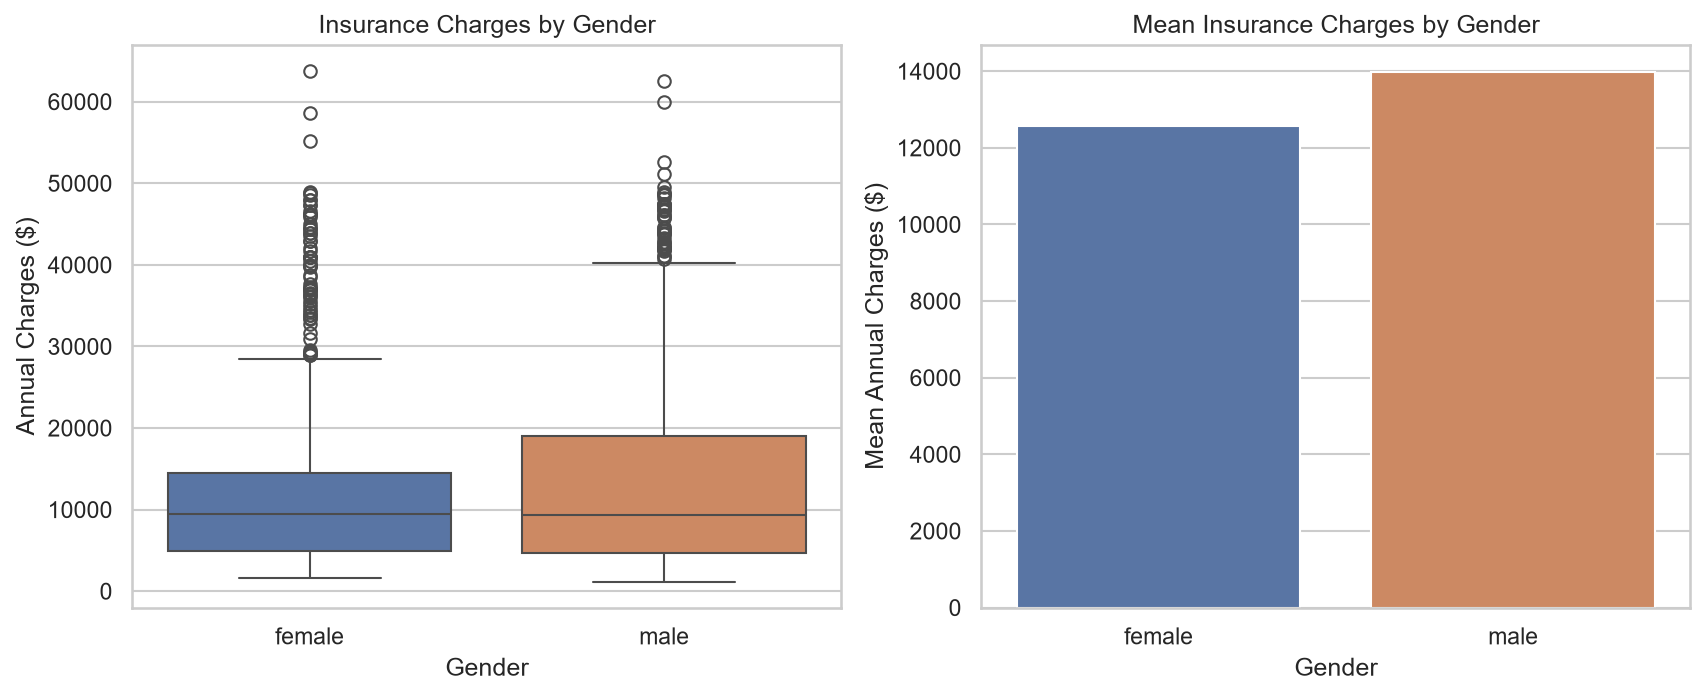 Insurance Charges by Gender
Annual Charges ($)
60000
50000
40000
30000
20000
10000
0
female male
Gender
Mean Insurance Charges by Gender
Mean Annual Charges ($)
14000
12000
10000
8000
6000
4000
2000
0
female male
Gender